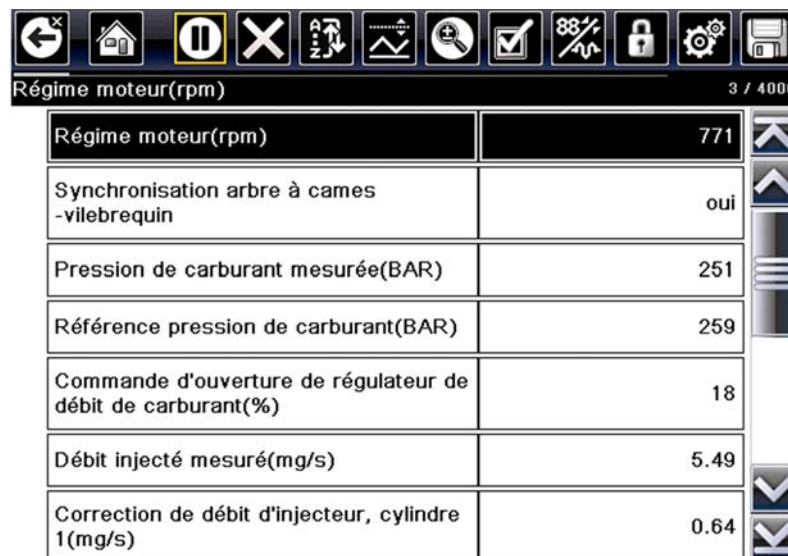 Régime moteur(rpm) 3 / 400
Régime moteur(rpm) 771
Synchronisation arbre à cames
-vilebrequin oui
Pression de carburant mesurée(BAR) 251
Référence pression de carburant(BAR) 259
Commande d'ouverture de régulateur de
débit de carburant(%) 18
Débit injecté mesuré(mg/s) 5.49
Correction de débit d'injecteur, cylindre
1(mg/s) 0.64